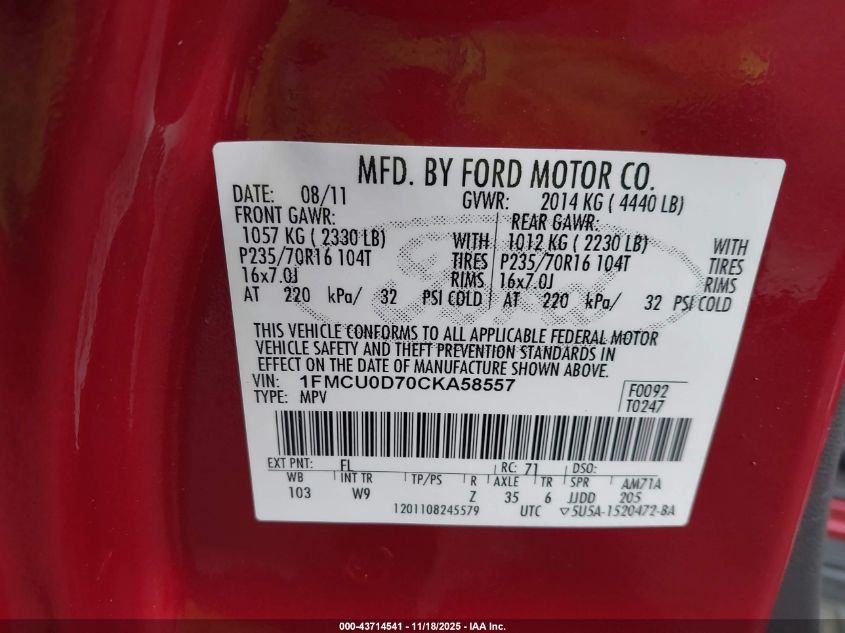 MFD. BY FORD MOTOR CO.
DATE: 08/11 GVWR: 2014 KG ( 4440 LB)
FRONT GAWR: REAR GAWR:
1057 KG ( 2330 LB) WITH 1012 KG ( 2230 LB) WITH
P235/70R16 104T TIRES P235/70R16 104T TIRES
16x7.0J RIMS 16x7.0J RIMS
AT 220 kPa/ 32 PSI COLD AT 220 kPa/ 32 PSI COLD
THIS VEHICLE CONFORMS TO ALL APPLICABLE FEDERAL MOTOR
VEHICLE SAFETY AND THEFT PREVENTION STANDARDS IN
EFFECT ON THE DATE OF MANUFACTURE SHOWN ABOVE.
VIN: 1FMCU0D70CKA58557
TYPE: MPV
F0092
T0247
EXT PNT: FL RC: 71 DSO:
WB INT TR TP/PS R AXLE TR SPR AM71A
103 W9 Z 35 6 JJDD 205
1201108245579 UTC ▽5U5A-1520472-BA
000-43714541 — 11/18/2025 - IAA Inc.